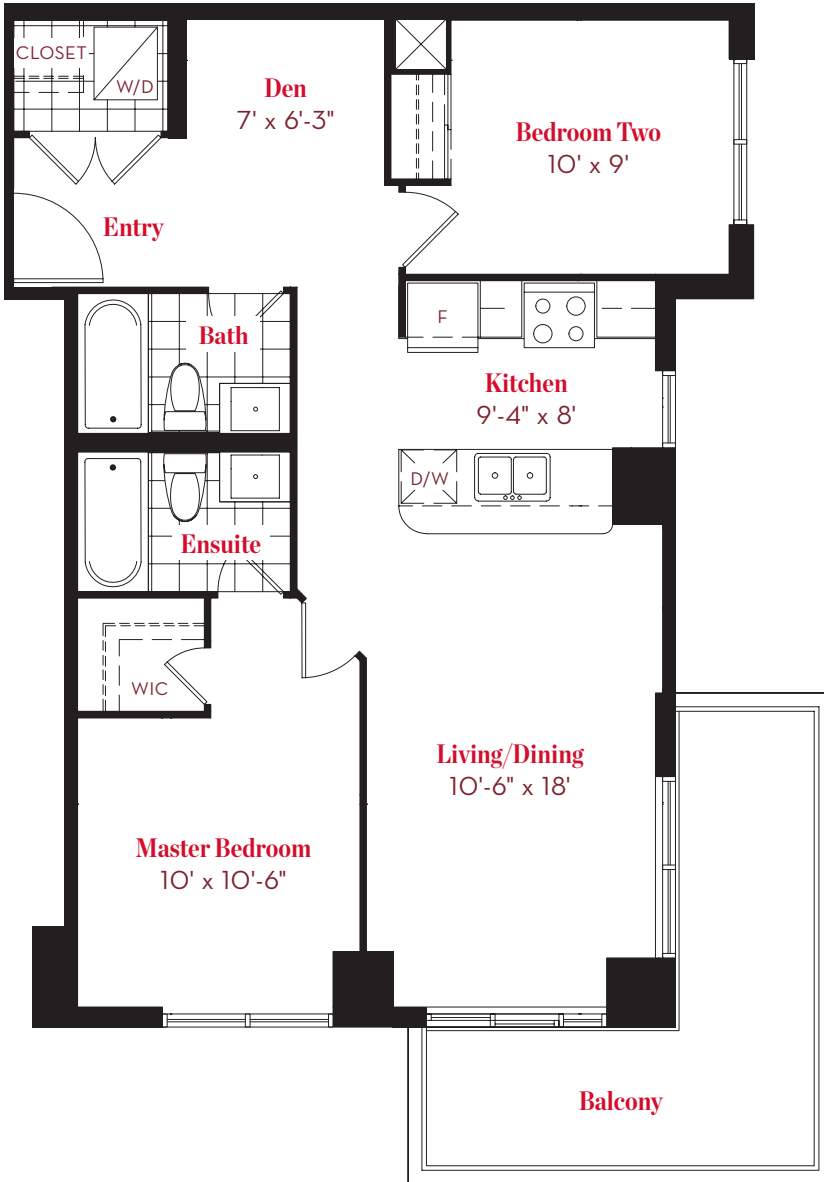 CLOSET
W/D
Den
7' x 6'-3"
Bedroom Two
10' x 9'
Entry
Bath
F
Kitchen
9'-4" x 8'
D/W
Ensuite
WIC
Living/Dining
10'-6" x 18'
Master Bedroom
10' x 10'-6"
Balcony